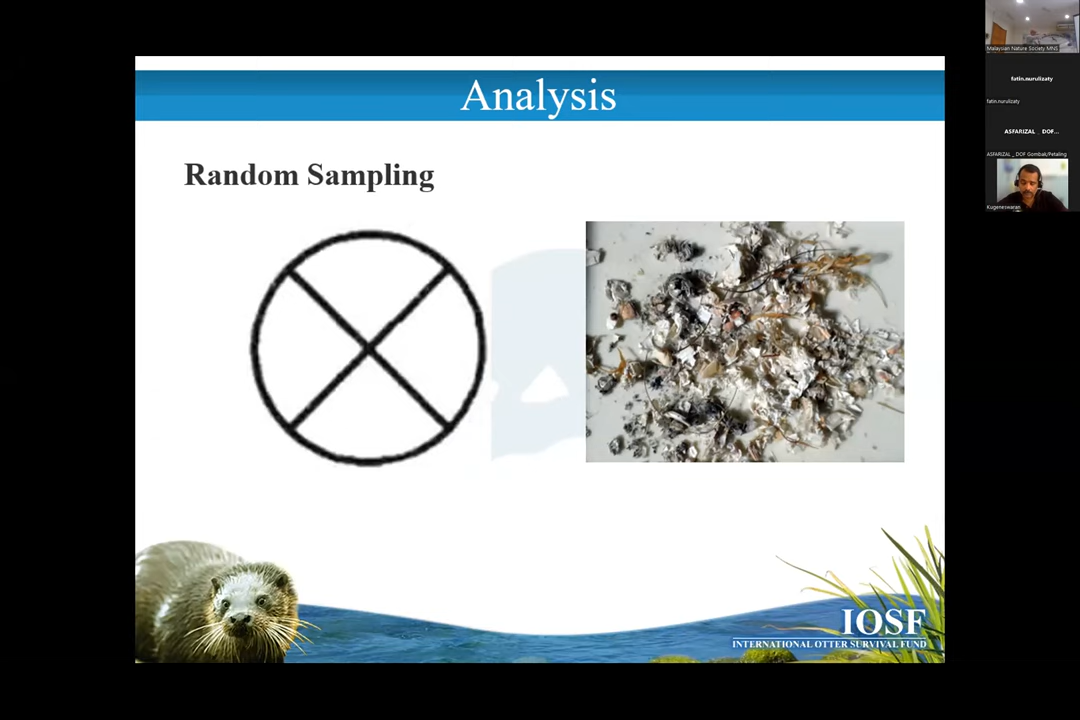 Analysis
Random Sampling
IOSF
INTERNATIONAL OTTER SURVIVAL FUND
Malaysian Nature Society MNS
fatin.nurulizaty
fatin.nurulizaty
ASFARIZAL _ DOF...
ASFARIZAL _ DOF Gombak/Petaling
Kugeneswaran